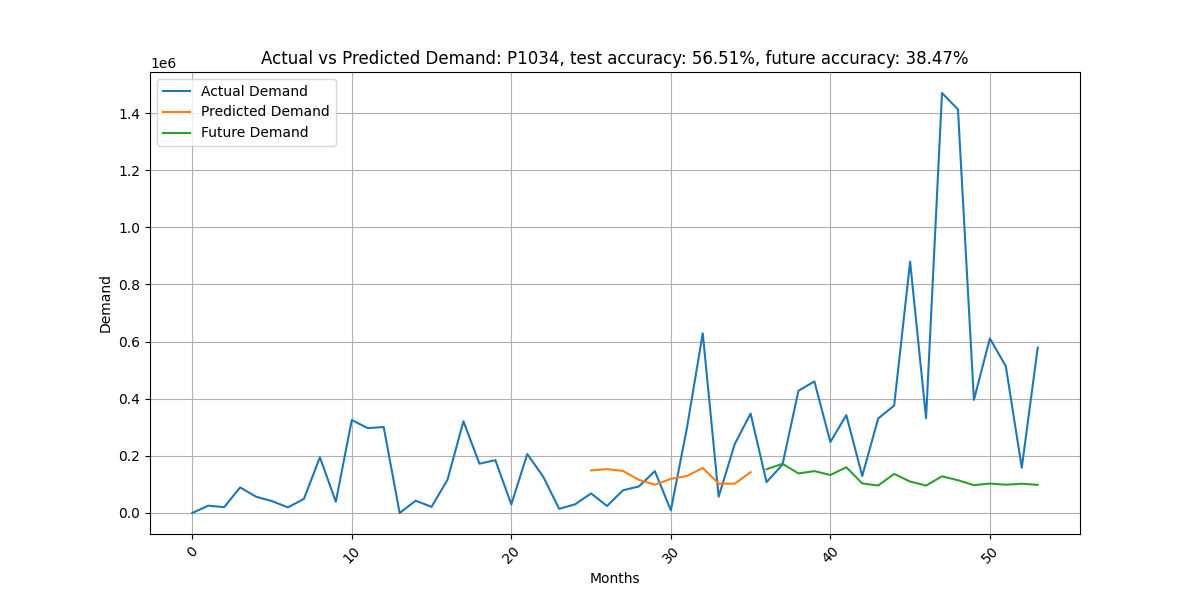 Actual vs Predicted Demand: P1034, test accuracy: 56.51%, future accuracy: 38.47%
1e6
Actual Demand
Predicted Demand
Future Demand
1.4
1.2
1.0
0.8
0.6
0.4
0.2
0.0
Demand
0 10 20 30 40 50
Months